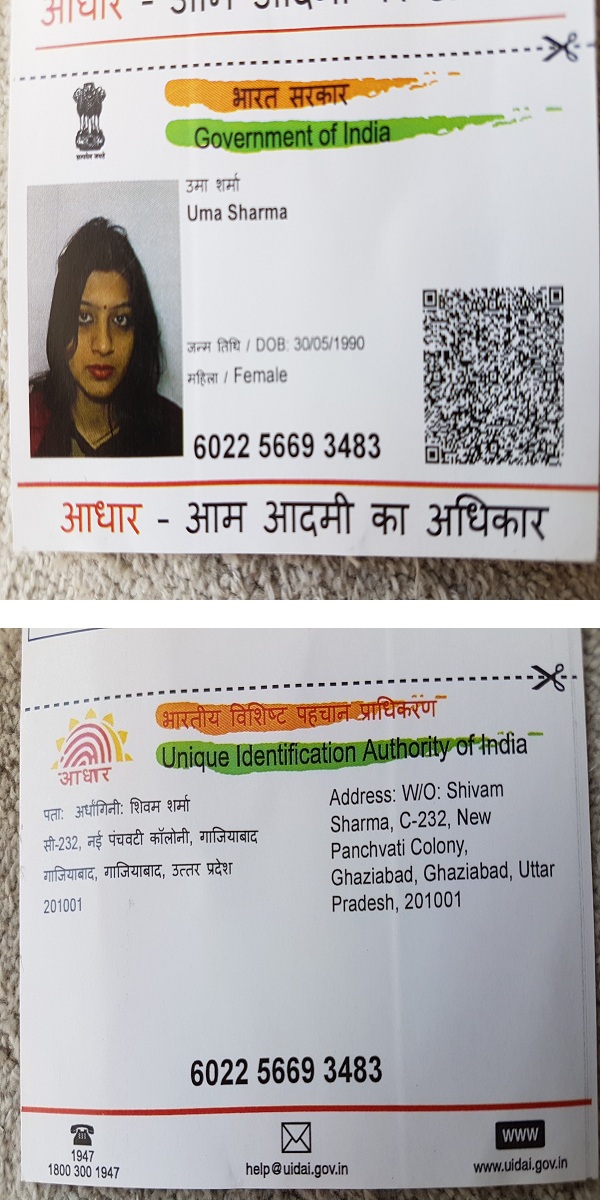 आधार
भारतीय विशिष्ट पहचान प्राधिकरण
Unique Identification Authority of India
पता: अर्धांगिनी: शिवम शर्मा
सी-232, नई पंचवटी कॉलोनी, गाजियाबाद
गाजियाबाद, गाजियाबाद, उत्तर प्रदेश
201001
Address: W/O: Shivam
Sharma, C-232, New
Panchvati Colony,
Ghaziabad, Ghaziabad, Uttar
Pradesh, 201001
6022 5669 3483
1947
1800 300 1947
help@uidai.gov.in
WWW
www.uidai.gov.in
भारत सरकार
Government of India
उमा शर्मा
Uma Sharma
जन्म तिथि / DOB: 30/05/1990
महिला / Female
6022 5669 3483
आधार - आम आदमी का अधिकार